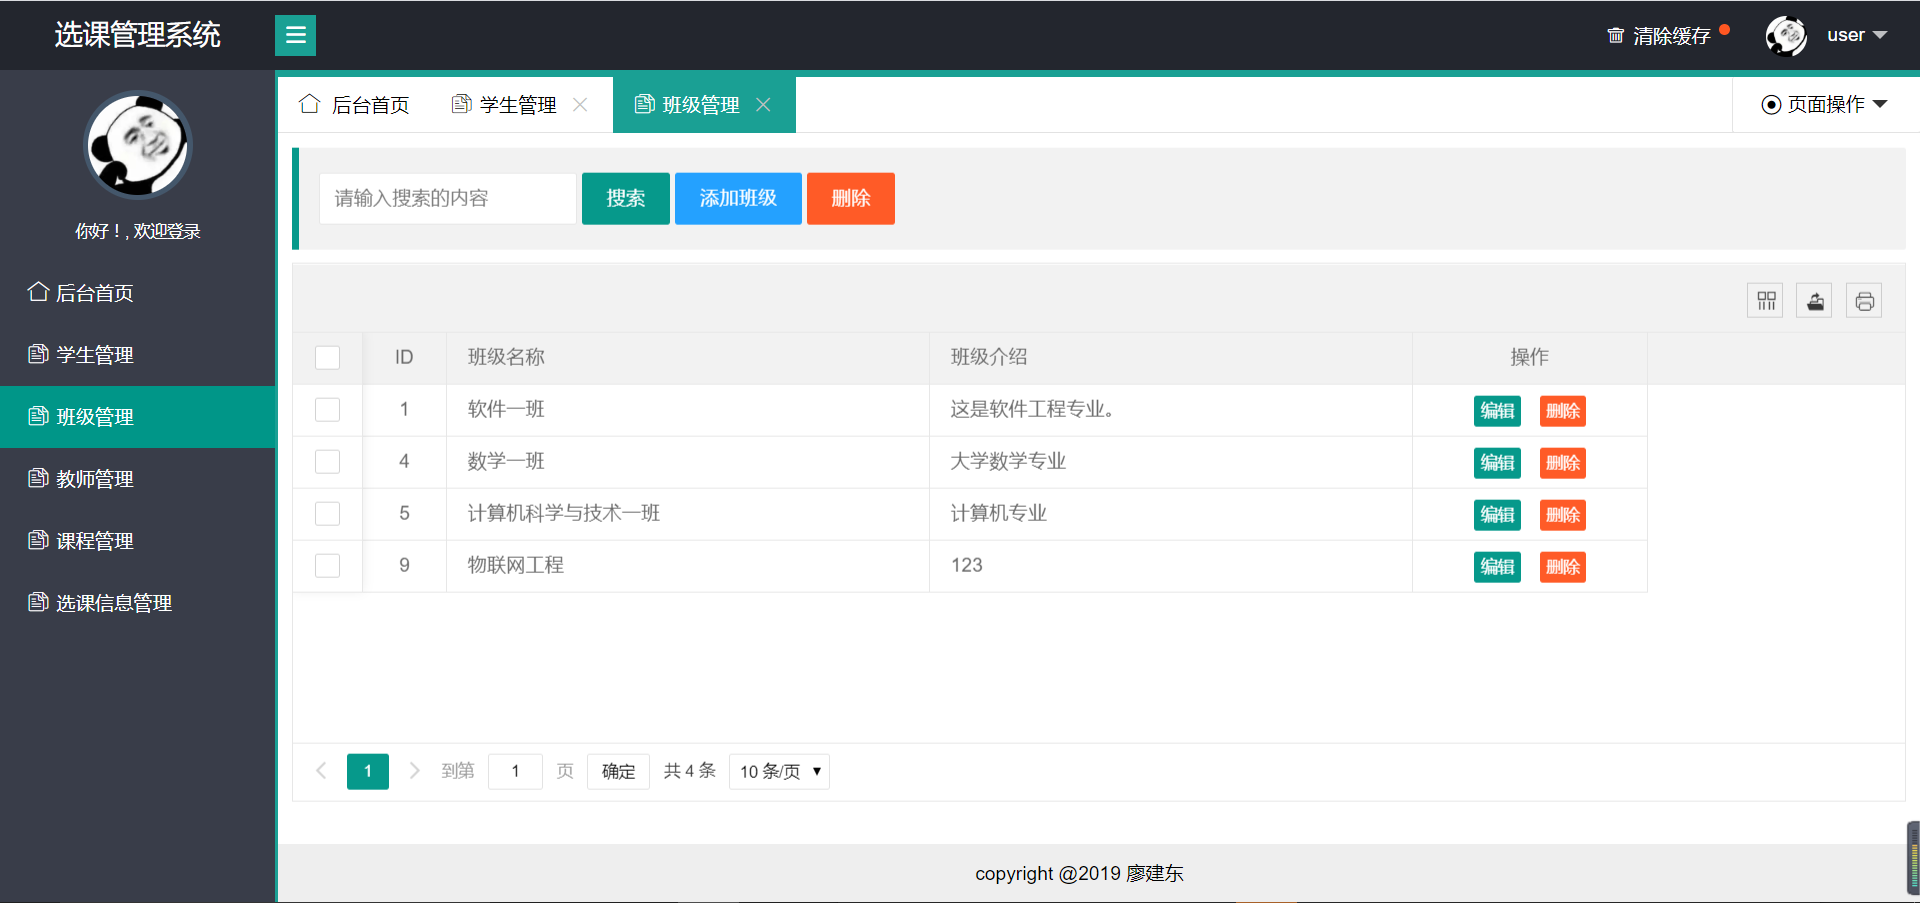 选课管理系统
清除缓存
user
你好！, 欢迎登录
后台首页
学生管理
班级管理
教师管理
课程管理
选课信息管理
后台首页 学生管理 班级管理 页面操作
请输入搜索的内容 搜索 添加班级 删除
ID 班级名称 班级介绍 操作
1 软件一班 这是软件工程专业。 编辑 删除
4 数学一班 大学数学专业 编辑 删除
5 计算机科学与技术一班 计算机专业 编辑 删除
9 物联网工程 123 编辑 删除
1 到第 1 页 确定 共 4 条 10 条/页
copyright @2019 廖建东